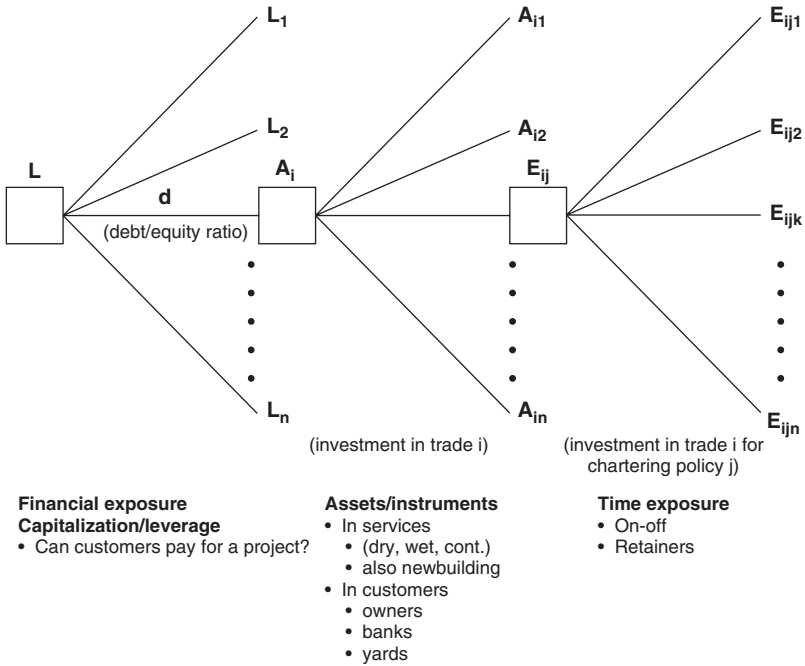 L
L1
L2
d
(debt/equity ratio)
Ln
Ai
Ai1
Ai2
Ain
(investment in trade i)
Eij
Eij1
Eij2
Eijk
Eijn
(investment in trade i for
chartering policy j)
Financial exposure
Capitalization/leverage
• Can customers pay for a project?
Assets/instruments
• In services
• (dry, wet, cont.)
• also newbuilding
• In customers
• owners
• banks
• yards
Time exposure
• On-off
• Retainers